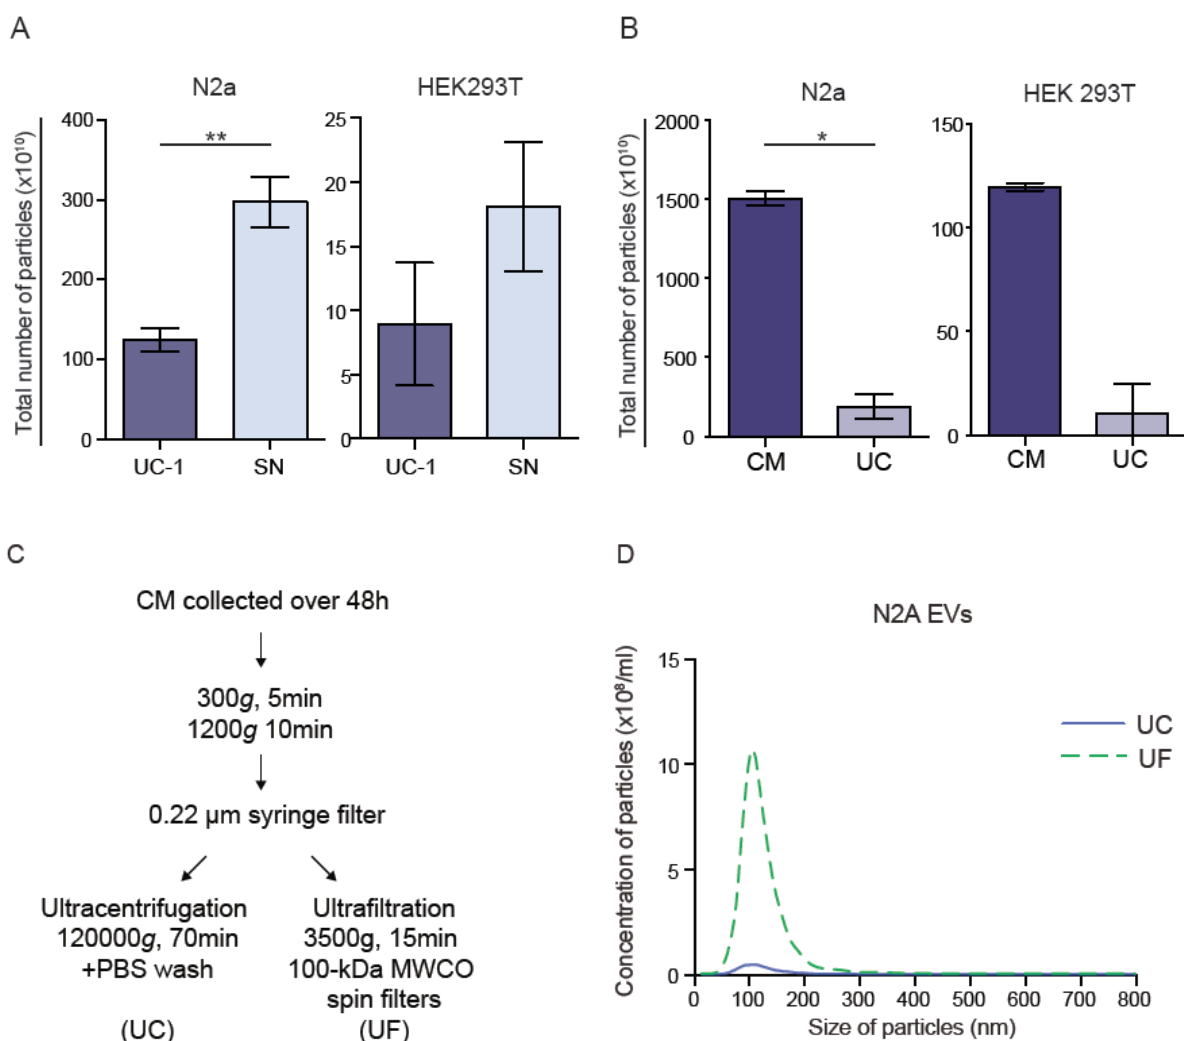 A
N2a
HEK293T
Total number of particles (x10¹⁰)
400
300
200
100
0
**
UC-1
SN
25
20
15
10
5
0
UC-1
SN
B
N2a
HEK 293T
Total number of particles (x10¹⁰)
2000
1500
1000
500
0
*
CM
UC
150
100
50
0
CM
UC
C
CM collected over 48h
300g, 5min
1200g 10min
0.22 µm syringe filter
Ultracentrifugation
120000g, 70min
+PBS wash
(UC)
Ultrafiltration
3500g, 15min
100-kDa MWCO
spin filters
(UF)
D
N2A EVs
Concentration of particles (x10⁸/ml)
15
10
5
0
UC
UF
0 100 200 300 400 500 600 700 800
Size of particles (nm)